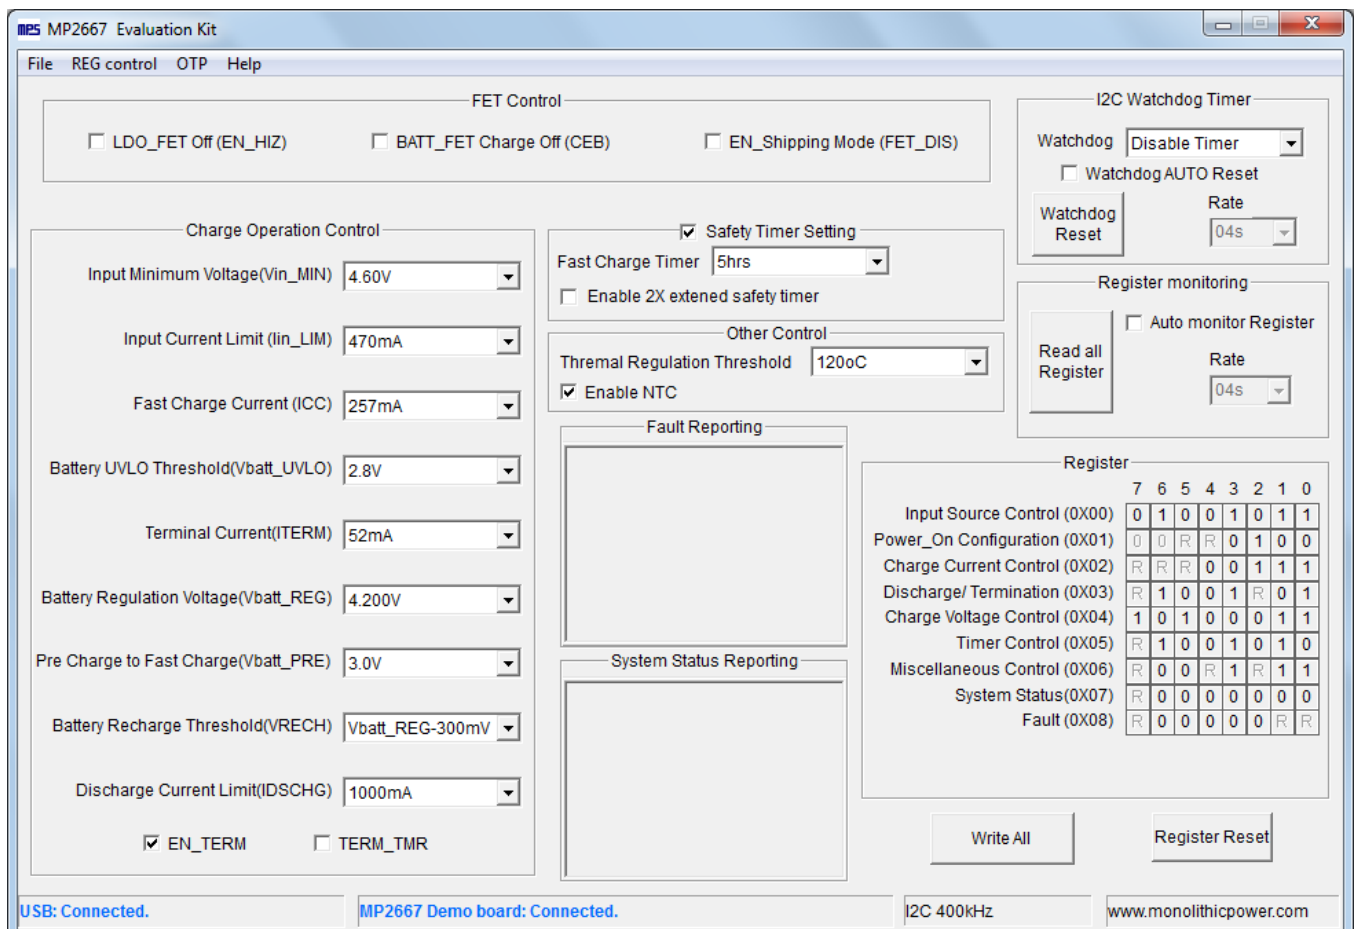 mps MP2667 Evaluation Kit
File REG control OTP Help
FET Control
LDO_FET Off (EN_HIZ) BATT_FET Charge Off (CEB) EN_Shipping Mode (FET_DIS)
I2C Watchdog Timer
Watchdog Disable Timer
Watchdog AUTO Reset
Watchdog Reset
Rate
04s
Charge Operation Control
Input Minimum Voltage(Vin_MIN) 4.60V
Input Current Limit (Iin_LIM) 470mA
Fast Charge Current (ICC) 257mA
Battery UVLO Threshold(Vbatt_UVLO) 2.8V
Terminal Current(ITERM) 52mA
Battery Regulation Voltage(Vbatt_REG) 4.200V
Pre Charge to Fast Charge(Vbatt_PRE) 3.0V
Battery Recharge Threshold(VRECH) Vbatt_REG-300mV
Discharge Current Limit(IDSCHG) 1000mA
EN_TERM TERM_TMR
Safety Timer Setting
Fast Charge Timer 5hrs
Enable 2X extened safety timer
Other Control
Thremal Regulation Threshold 120oC
Enable NTC
Fault Reporting
System Status Reporting
Register monitoring
Auto monitor Register
Read all Register
Rate
04s
Register
7 6 5 4 3 2 1 0
Input Source Control (0X00) 0 1 0 0 1 0 1 1
Power_On Configuration (0X01) 0 0 R R 0 1 0 0
Charge Current Control (0X02) R R R 0 0 1 1 1
Discharge/ Termination (0X03) R 1 0 0 1 R 0 1
Charge Voltage Control (0X04) 1 0 1 0 0 0 1 1
Timer Control (0X05) R 1 0 0 1 0 1 0
Miscellaneous Control (0X06) R 0 0 R 1 R 1 1
System Status(0X07) R 0 0 0 0 0 0 0
Fault (0X08) R 0 0 0 0 0 R R
Write All Register Reset
USB: Connected. MP2667 Demo board: Connected. I2C 400kHz www.monolithicpower.com